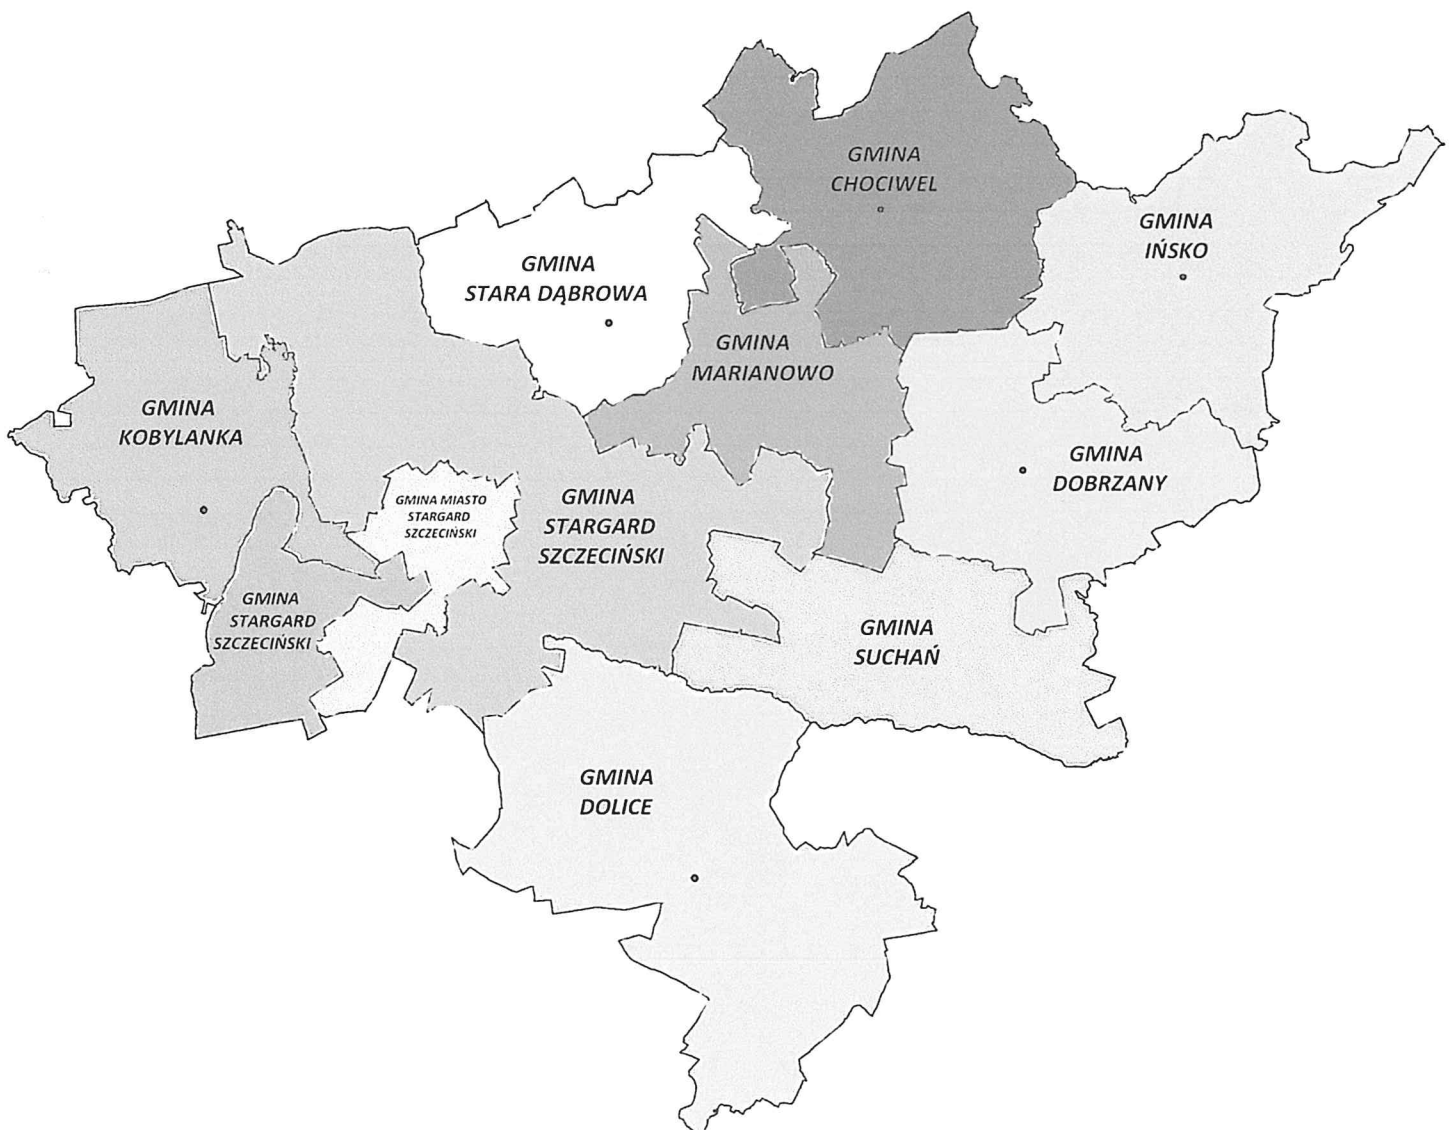 GMINA
CHOCIWEL
GMINA
IŃSKO
GMINA
STARA DĄBROWA
GMINA
MARIANOWO
GMINA
KOBYLANKA
GMINA
DOBRZANY
GMINA MIASTO
STARGARD
SZCZECIŃSKI
GMINA
STARGARD
SZCZECIŃSKI
GMINA
STARGARD
SZCZECIŃSKI
GMINA
SUCHAŃ
GMINA
DOLICE